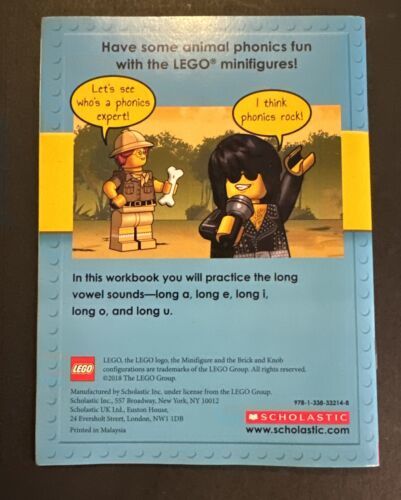 Have some animal phonics fun
with the LEGO® minifigures!
Let's see
who's a phonics
expert!
I think
phonics rock!
In this workbook you will practice the long
vowel sounds—long a, long e, long i,
long o, and long u.
LEGO
LEGO, the LEGO logo, the Minifigure and the Brick and Knob
configurations are trademarks of the LEGO Group. All rights reserved.
©2018 The LEGO Group.
Manufactured by Scholastic Inc. under license from the LEGO Group.
Scholastic Inc., 557 Broadway, New York, NY 10012
Scholastic UK Ltd., Euston House,
24 Eversholt Street, London, NW1 1DB
Printed in Malaysia
978-1-338-33214-8
SCHOLASTIC
www.scholastic.com